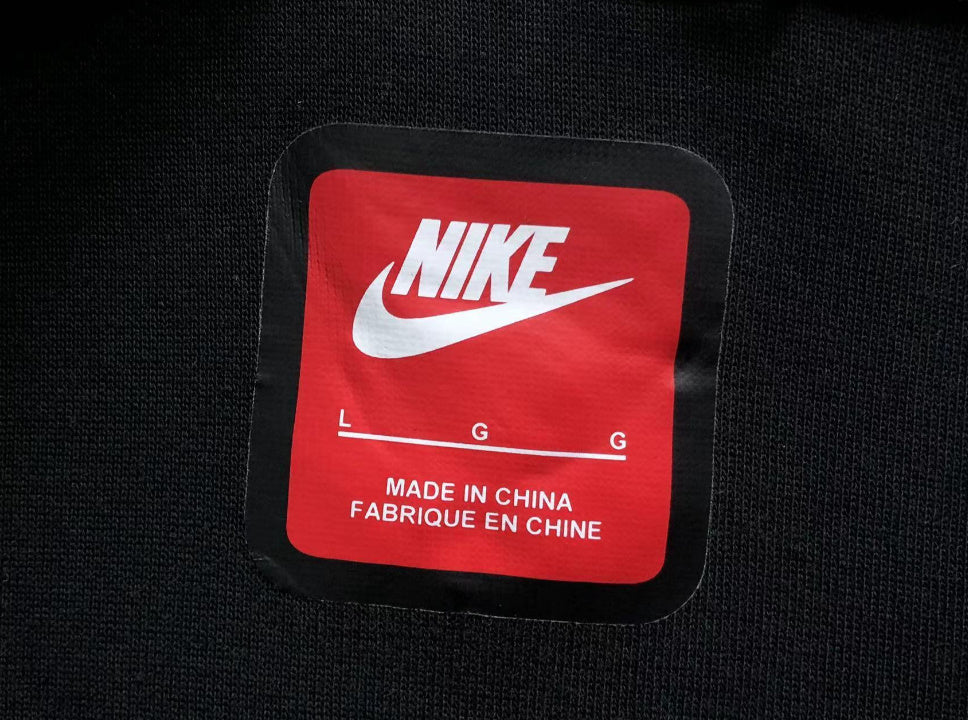 NIKE
L G G
MADE IN CHINA
FABRIQUE EN CHINE